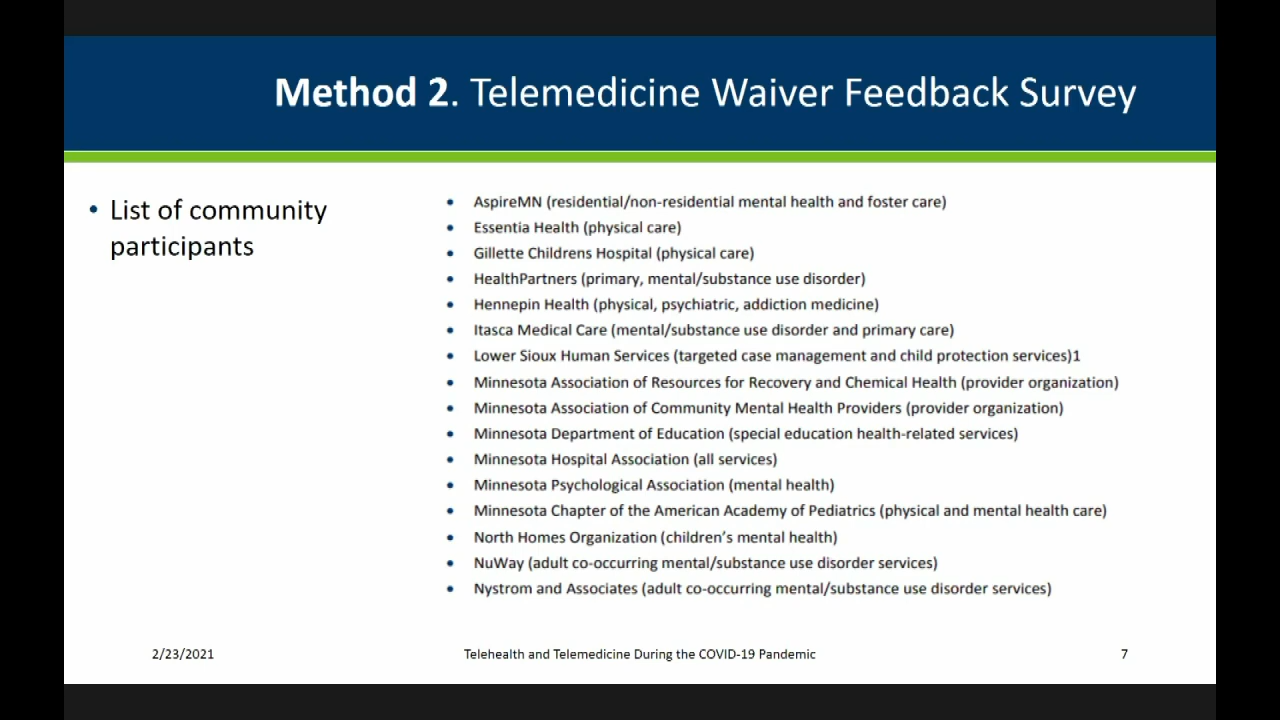 Method 2. Telemedicine Waiver Feedback Survey
• List of community
participants
• AspireMN (residential/non-residential mental health and foster care)
• Essentia Health (physical care)
• Gillette Childrens Hospital (physical care)
• HealthPartners (primary, mental/substance use disorder)
• Hennepin Health (physical, psychiatric, addiction medicine)
• Itasca Medical Care (mental/substance use disorder and primary care)
• Lower Sioux Human Services (targeted case management and child protection services)1
• Minnesota Association of Resources for Recovery and Chemical Health (provider organization)
• Minnesota Association of Community Mental Health Providers (provider organization)
• Minnesota Department of Education (special education health-related services)
• Minnesota Hospital Association (all services)
• Minnesota Psychological Association (mental health)
• Minnesota Chapter of the American Academy of Pediatrics (physical and mental health care)
• North Homes Organization (children’s mental health)
• NuWay (adult co-occurring mental/substance use disorder services)
• Nystrom and Associates (adult co-occurring mental/substance use disorder services)
2/23/2021
Telehealth and Telemedicine During the COVID-19 Pandemic
7